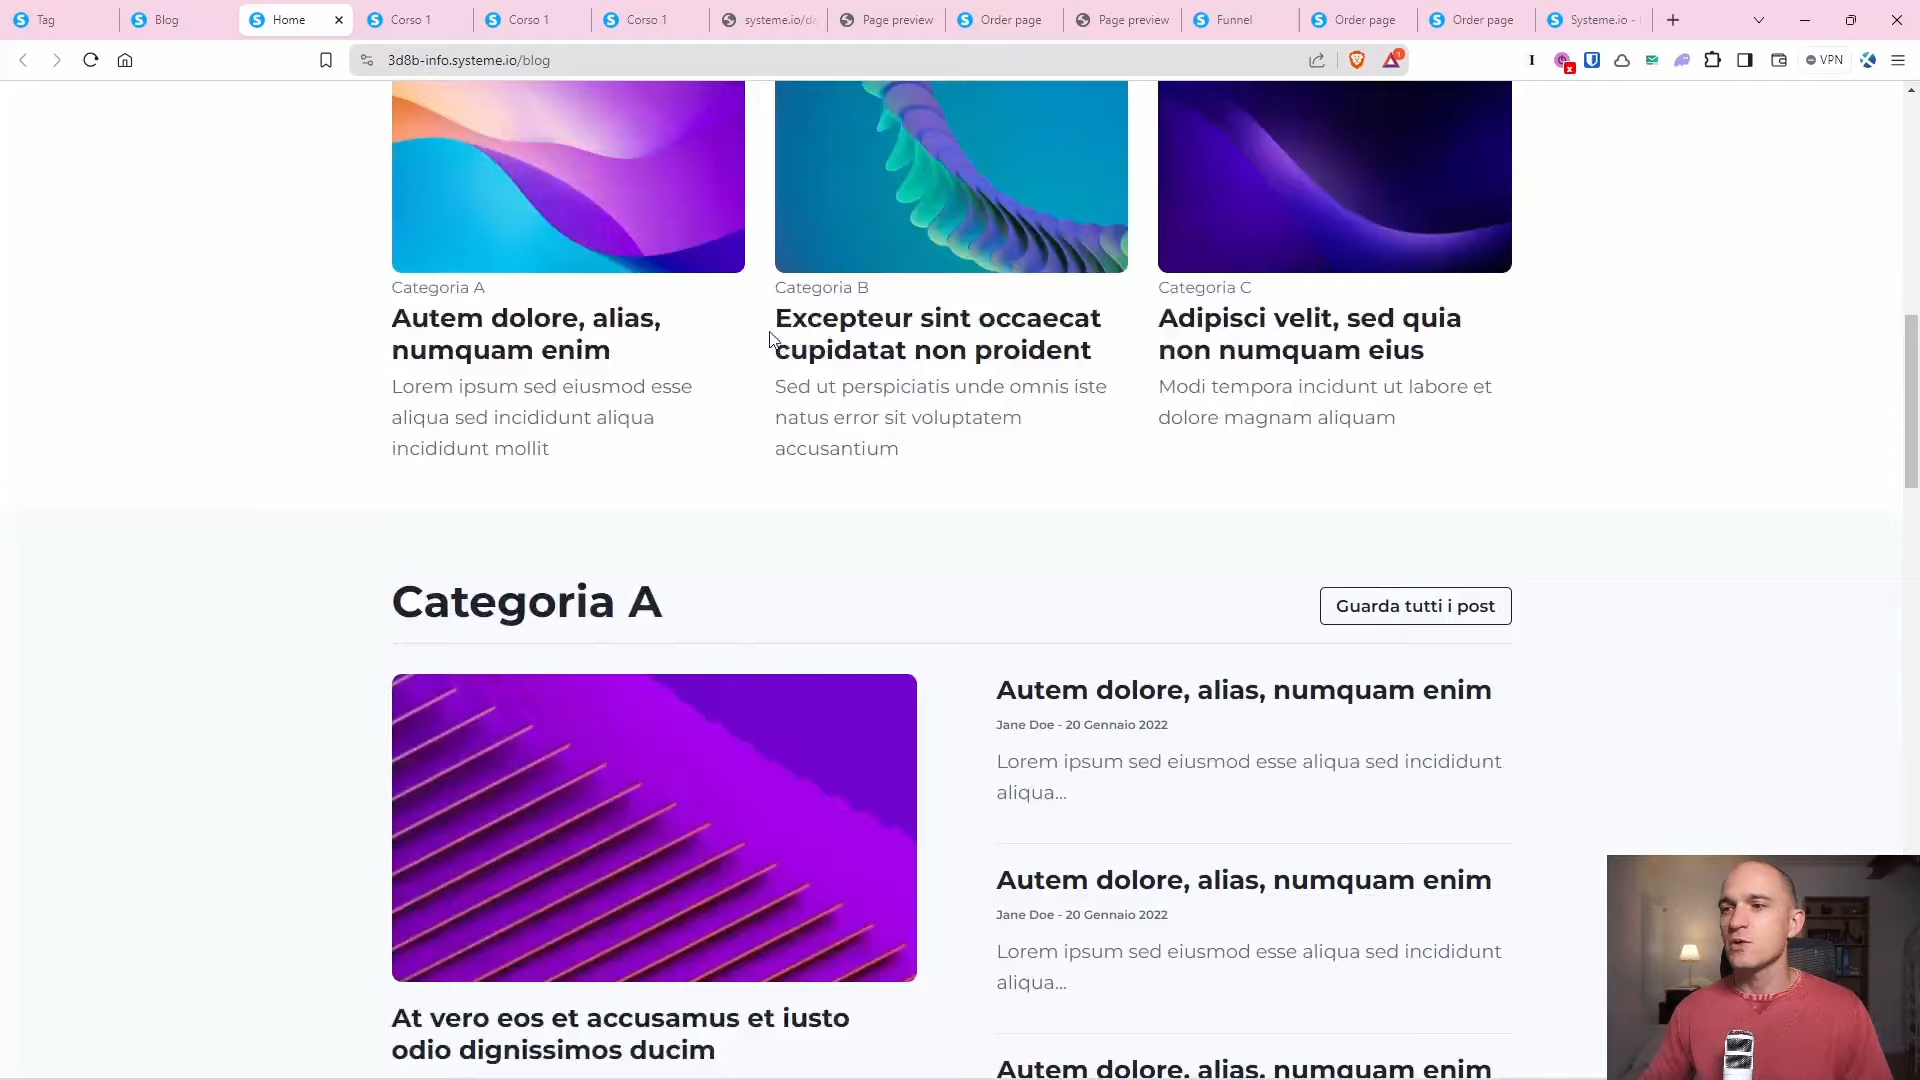 Tag
Blog
Home
Corso 1
Corso 1
Corso 1
systeme.io/da
Page preview
Order page
Page preview
Funnel
Order page
Order page
Systeme.io -
3d8b-info.systeme.io/blog
1
VPN
Categoria A
Autem dolore, alias,
numquam enim
Lorem ipsum sed eiusmod esse
aliqua sed incididunt aliqua
incididunt mollit
Categoria B
Excepteur sint occaecat
cupidatat non proident
Sed ut perspiciatis unde omnis iste
natus error sit voluptatem
accusantium
Categoria C
Adipisci velit, sed quia
non numquam eius
Modi tempora incidunt ut labore et
dolore magnam aliquam
Categoria A
Guarda tutti i post
At vero eos et accusamus et iusto
odio dignissimos ducim
Autem dolore, alias, numquam enim
Jane Doe - 20 Gennaio 2022
Lorem ipsum sed eiusmod esse aliqua sed incididunt
aliqua...
Autem dolore, alias, numquam enim
Jane Doe - 20 Gennaio 2022
Lorem ipsum sed eiusmod esse aliqua sed incididunt
aliqua...
Autem dolore, alias, numquam enim